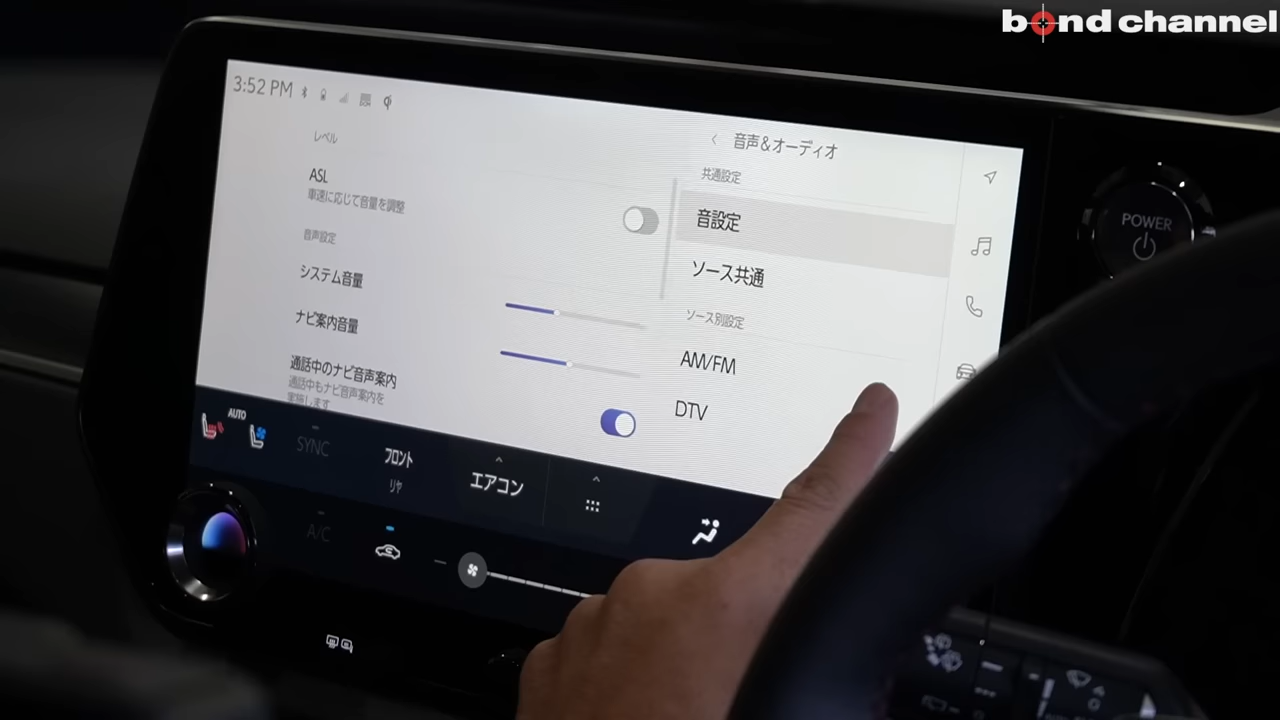 bond channel
3:52 PM
レベル
ASL
車速に応じて音量を調整
音声設定
システム音量
ナビ案内音量
通話中のナビ音声案内
通話中もナビ音声案内を
実施します
音声&オーディオ
共通設定
音設定
ソース共通
ソース別設定
AM/FM
DTV
POWER
AUTO
SYNC
フロント
リヤ
エアコン
A/C